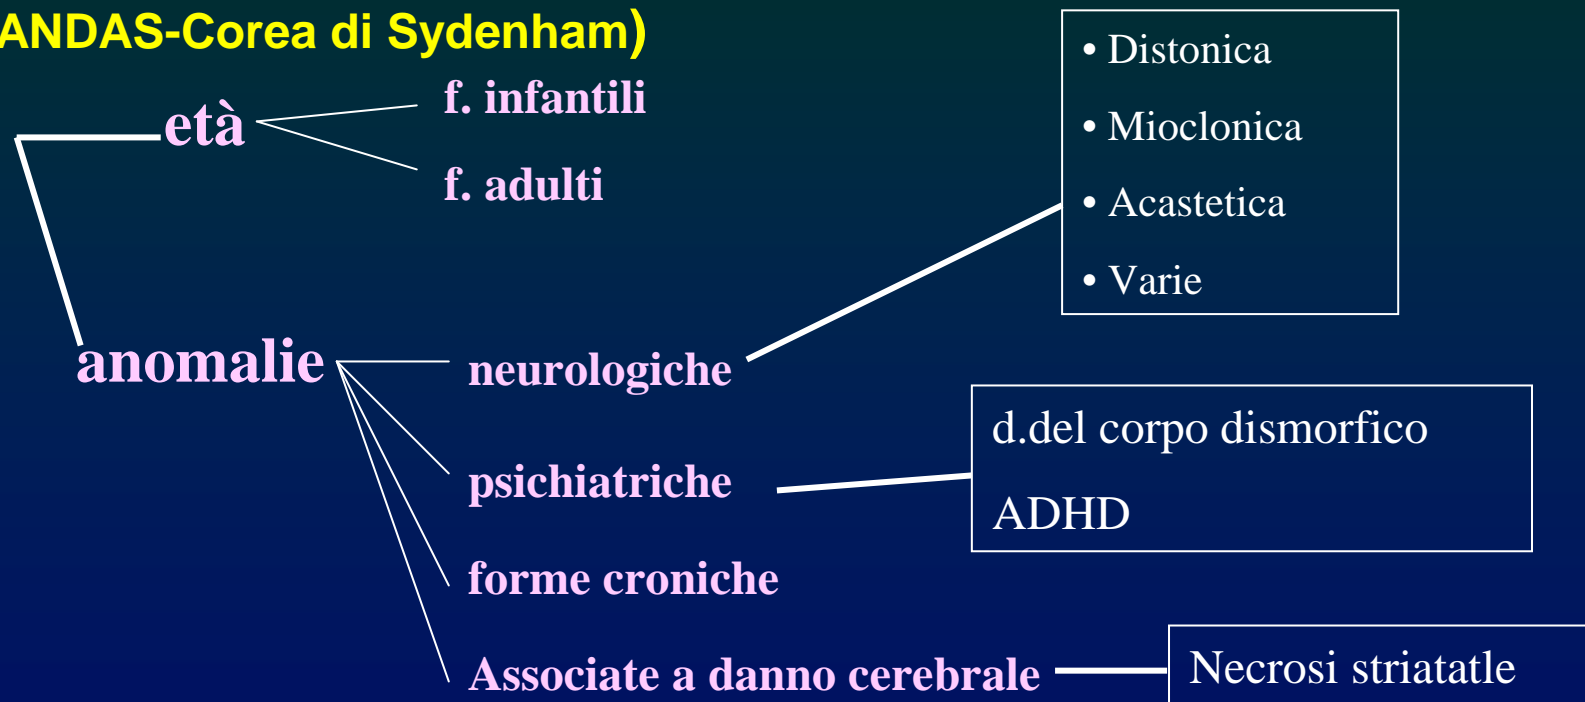 ANDAS-Corea di Sydenham)
età
f. infantili
f. adulti
• Distonica
• Mioclonica
• Acastetica
• Varie
anomalie
neurologiche
psichiatriche
d.del corpo dismorfico
ADHD
forme croniche
Associate a danno cerebrale
Necrosi striatatle